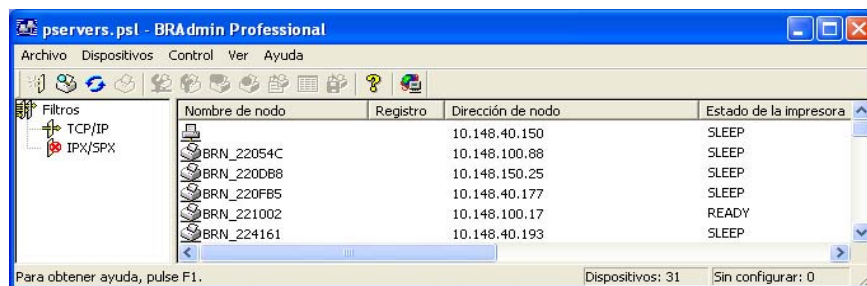 pservers.psl - BRAdmin Professional
Archivo Dispositivos Control Ver Ayuda
Filtros
TCP/IP
IPX/SPX
Nombre de nodo Registro Dirección de nodo Estado de la impresora
10.148.40.150 SLEEP
BRN_22054C 10.148.100.88 SLEEP
BRN_220DB8 10.148.150.25 SLEEP
BRN_220FB5 10.148.40.177 SLEEP
BRN_221002 10.148.100.17 READY
BRN_224161 10.148.40.193 SLEEP
Para obtener ayuda, pulse F1. Dispositivos: 31 Sin configurar: 0